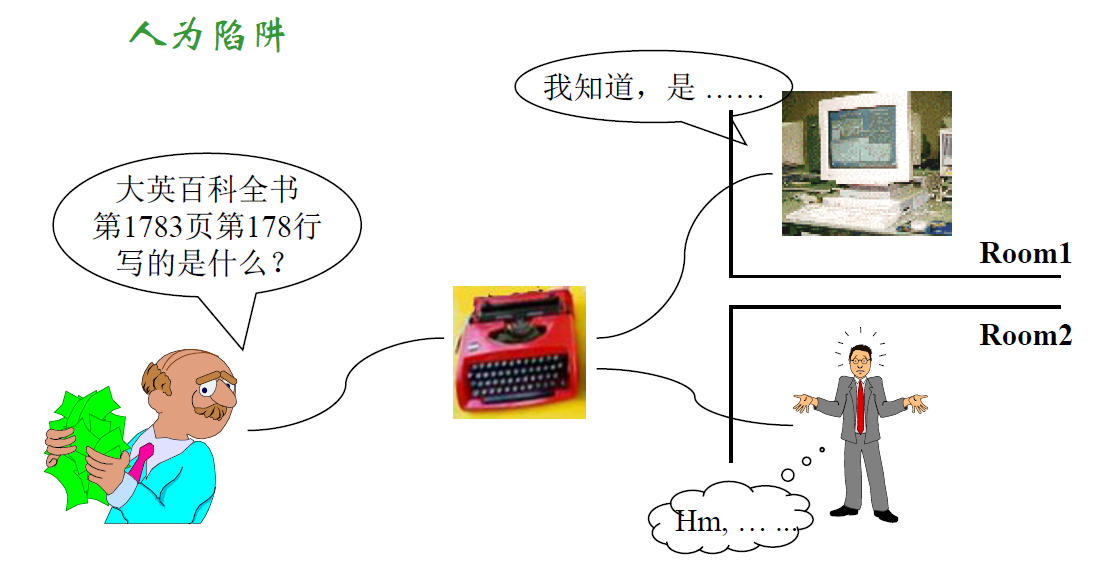 人为陷阱
我知道，是 ……
大英百科全书
第1783页第178行
写的是什么？
Room1
Room2
Hm, … ...